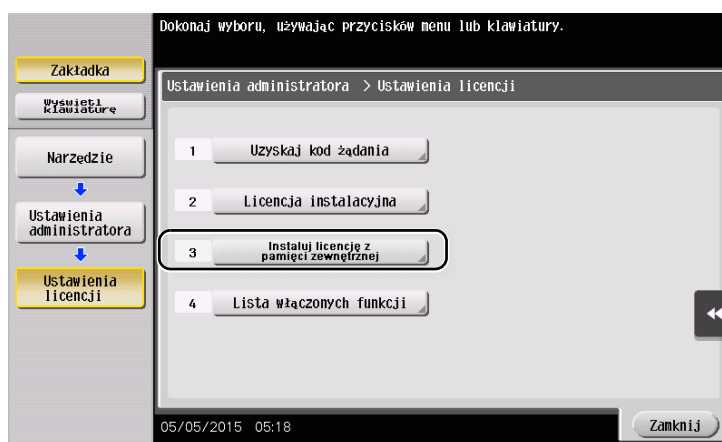 Dokonaj wyboru, używając przycisków menu lub klawiatury.
Zakładka
Wyświetl
klawiaturę
Narzędzie
Ustawienia
administratora
Ustawienia
licencji
Ustawienia administratora > Ustawienia licencji
1 Uzyskaj kod żądania
2 Licencja instalacyjna
3 Instaluj licencję z
pamięci zewnętrznej
4 Lista włączonych funkcji
05/05/2015 05:18
Zamknij